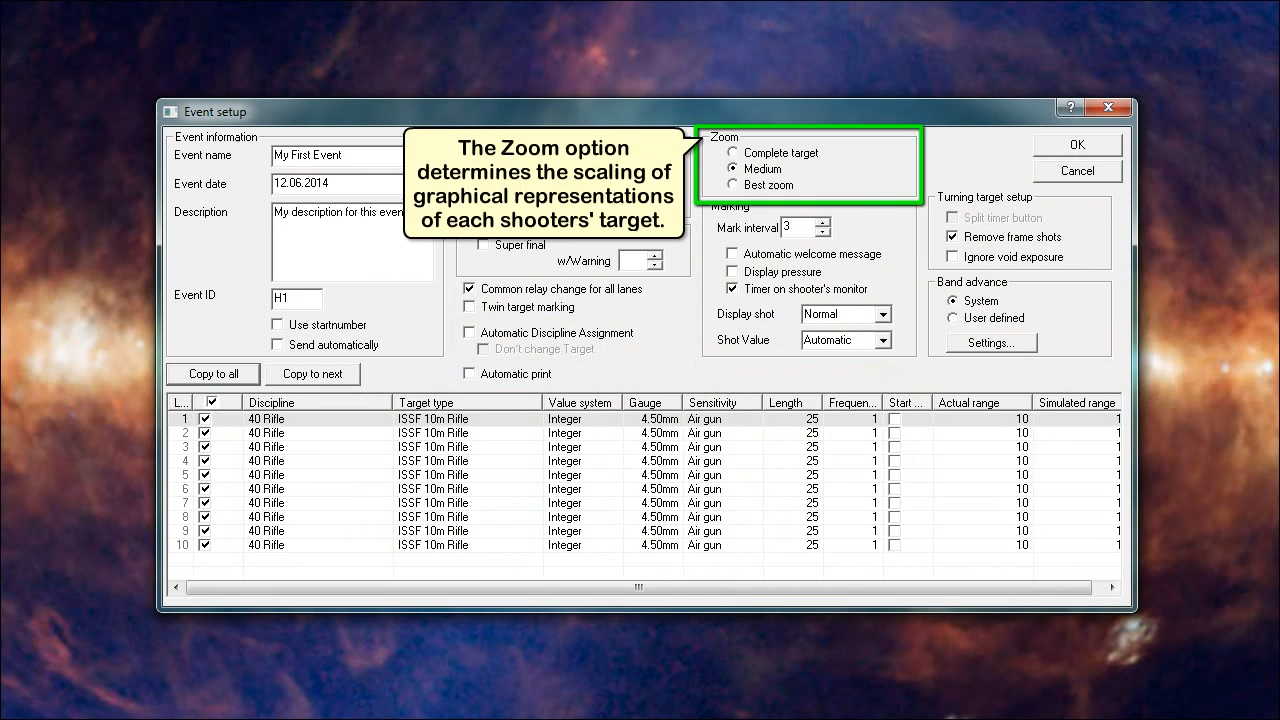 Event setup
?
Event information
Event name
My First Event
Event date
12.06.2014
Description
My description for this even
Event ID
H1
Use startnumber
Send automatically
The Zoom option
determines the scaling of
graphical representations
of each shooters' target.
Super final
w/Warning
Common relay change for all lanes
Twin target marking
Automatic Discipline Assignment
Don't change Target
Automatic print
Zoom
Complete target
Medium
Best zoom
Marking
Mark interval 3
Automatic welcome message
Display pressure
Timer on shooter's monitor
Display shot Normal
Shot Value Automatic
OK
Cancel
Turning target setup
Split timer button
Remove frame shots
Ignore void exposure
Band advance
System
User defined
Settings...
Copy to all Copy to next
L... Discipline Target type Value system Gauge Sensitivity Length Frequen... Start ... Actual range Simulated range
1 40 Rifle ISSF 10m Rifle Integer 4.50mm Air gun 25 1 10 1
2 40 Rifle ISSF 10m Rifle Integer 4.50mm Air gun 25 1 10 1
3 40 Rifle ISSF 10m Rifle Integer 4.50mm Air gun 25 1 10 1
4 40 Rifle ISSF 10m Rifle Integer 4.50mm Air gun 25 1 10 1
5 40 Rifle ISSF 10m Rifle Integer 4.50mm Air gun 25 1 10 1
6 40 Rifle ISSF 10m Rifle Integer 4.50mm Air gun 25 1 10 1
7 40 Rifle ISSF 10m Rifle Integer 4.50mm Air gun 25 1 10 1
8 40 Rifle ISSF 10m Rifle Integer 4.50mm Air gun 25 1 10 1
9 40 Rifle ISSF 10m Rifle Integer 4.50mm Air gun 25 1 10 1
10 40 Rifle ISSF 10m Rifle Integer 4.50mm Air gun 25 1 10 1